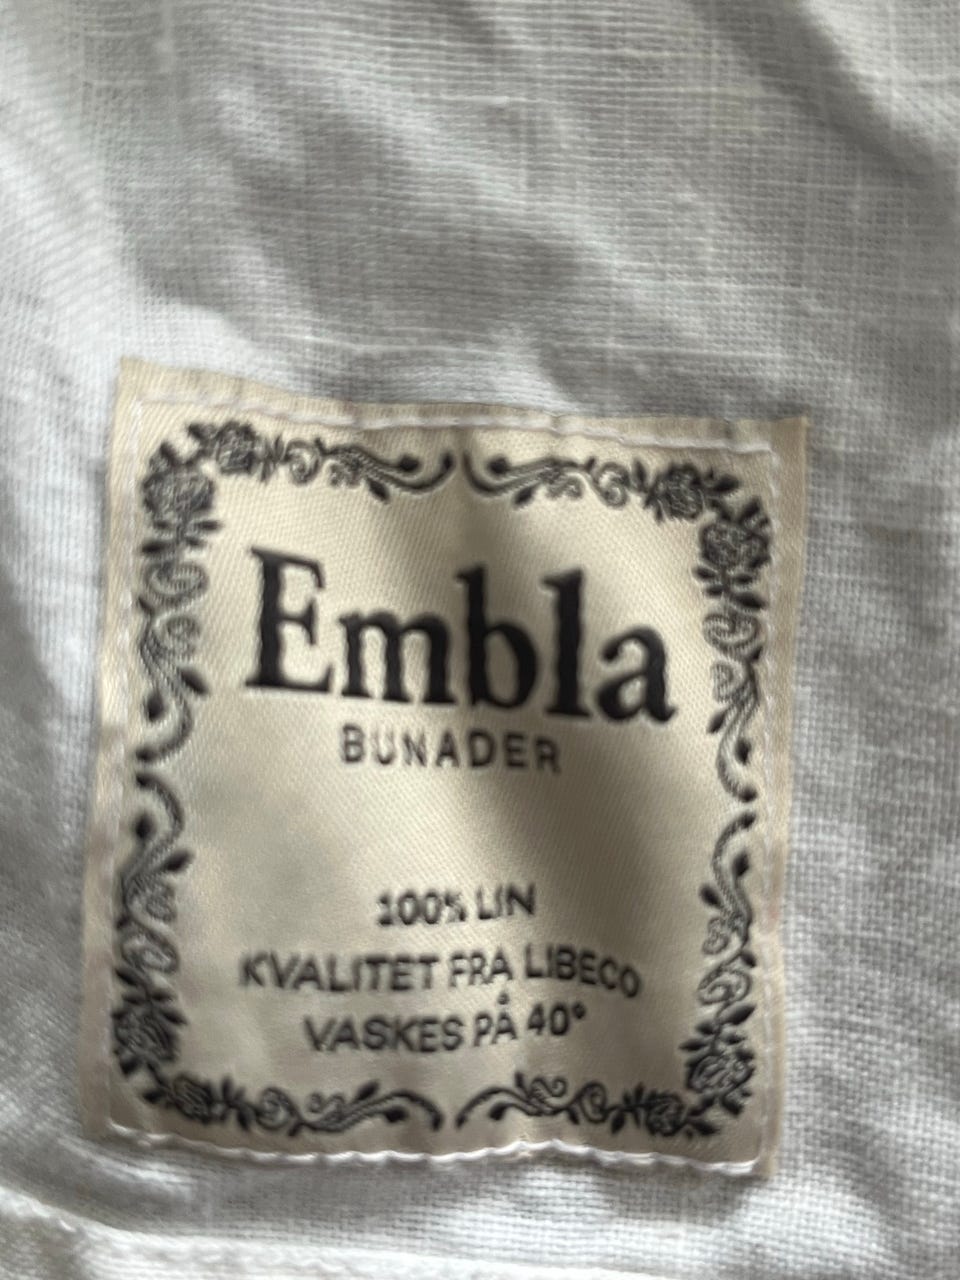 Embla
BUNADER
100% LIN
KVALITET FRA LIBECO
VASKES PÅ 40°